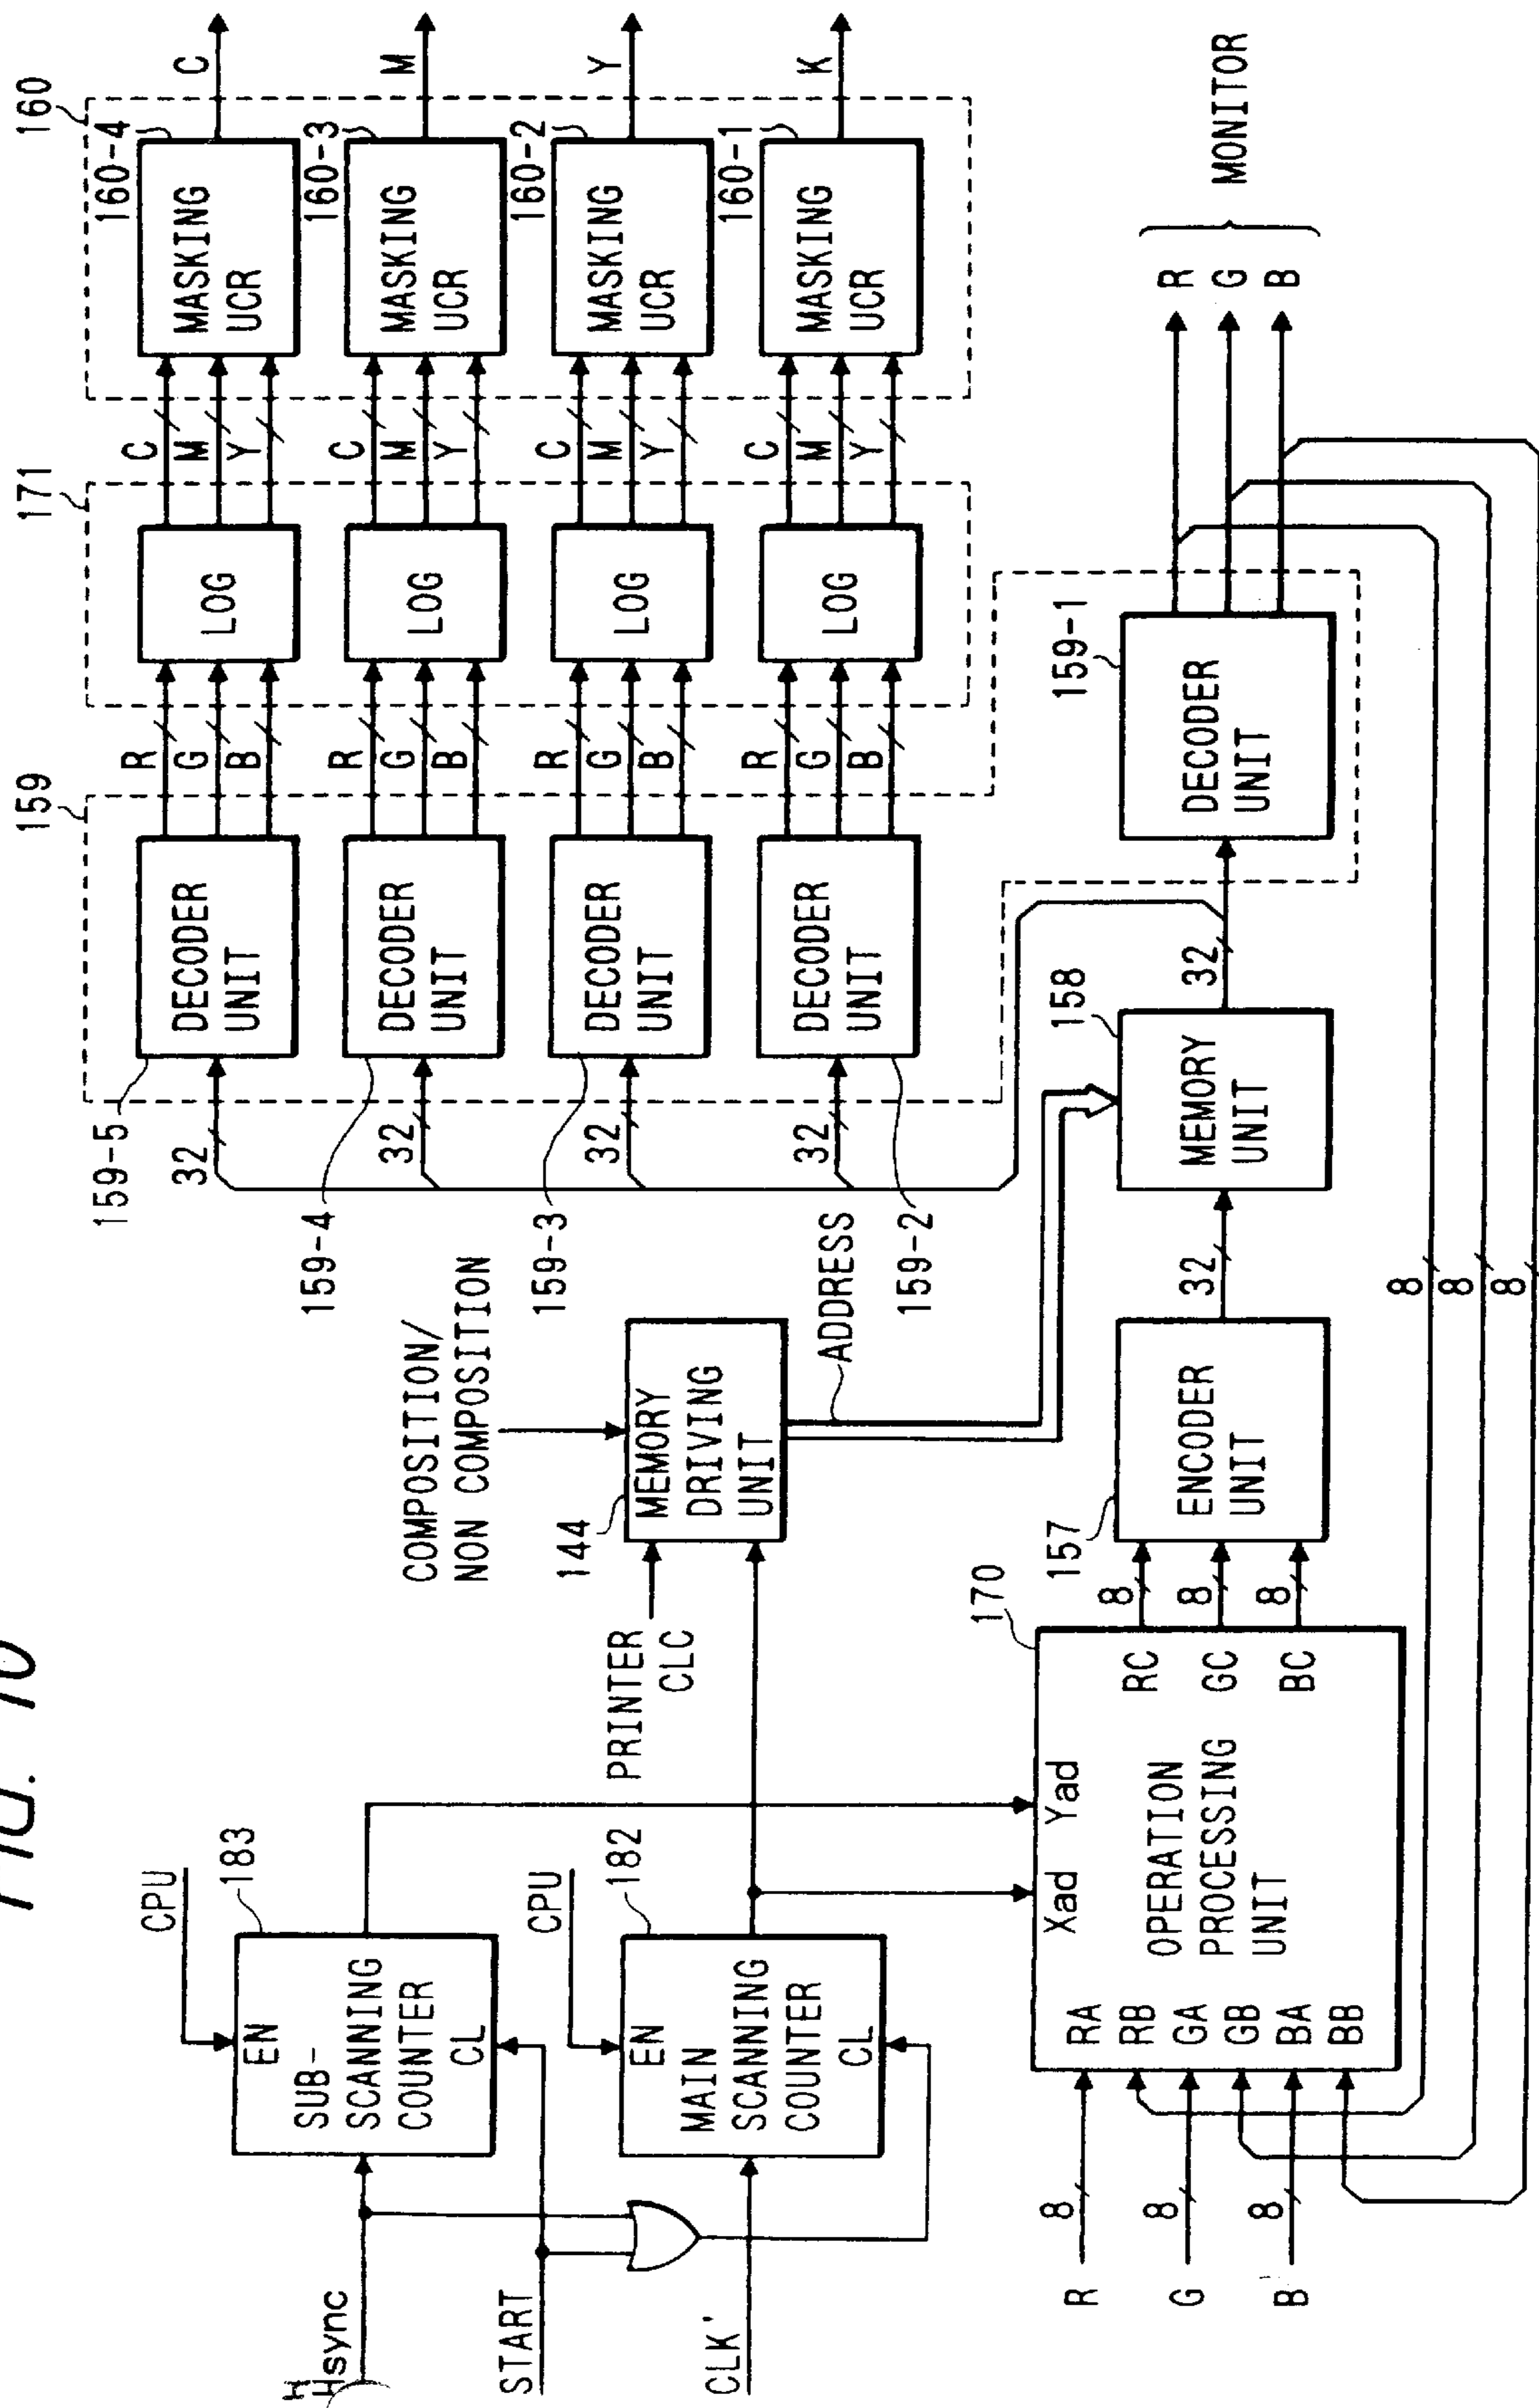 FIG. 10
Hsync
START
CLK'
CPU
EN
SUB-
SCANNING
COUNTER
CL
183
CPU
EN
MAIN
SCANNING
COUNTER
CL
182
PRINTER
CLC
COMPOSITION/
NON COMPOSITION
144
MEMORY
DRIVING
UNIT
ADDRESS
R
G
B
8
8
8
RA
RB
GA
GB
BA
BB
Xad
Yad
OPERATION
PROCESSING
UNIT
RC
GC
BC
170
8
8
8
157
ENCODER
UNIT
32
158
MEMORY
UNIT
32
159-1
DECODER
UNIT
R
G
B
MONITOR
8
8
8
159
159-5
32
DECODER
UNIT
R
G
B
159-4
32
DECODER
UNIT
R
G
B
159-3
32
DECODER
UNIT
R
G
B
159-2
32
DECODER
UNIT
R
G
B
171
LOG
C
M
Y
LOG
C
M
Y
LOG
C
M
Y
LOG
C
M
Y
160
160-4
MASKING
UCR
C
160-3
MASKING
UCR
M
160-2
MASKING
UCR
Y
160-1
MASKING
UCR
K